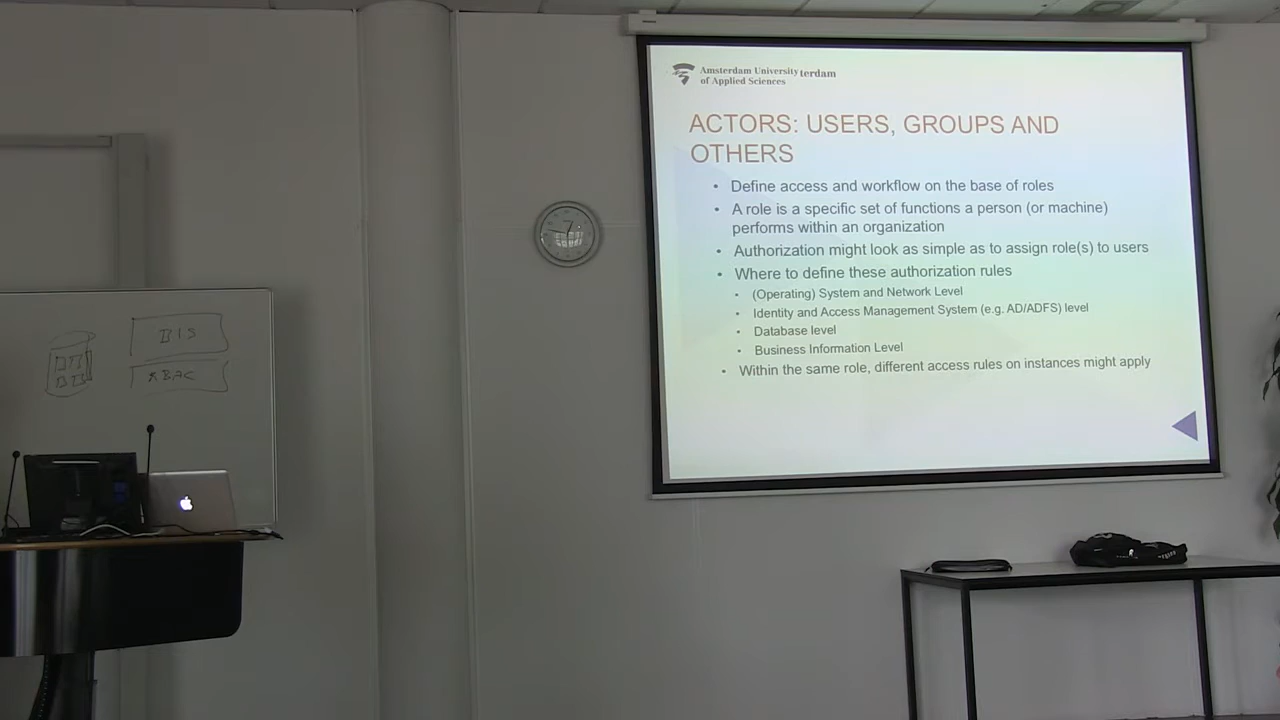 Amsterdam University terdam
of Applied Sciences
ACTORS: USERS, GROUPS AND
OTHERS
• Define access and workflow on the base of roles
• A role is a specific set of functions a person (or machine)
performs within an organization
• Authorization might look as simple as to assign role(s) to users
• Where to define these authorization rules
• (Operating) System and Network Level
• Identity and Access Management System (e.g. AD/ADFS) level
• Database level
• Business Information Level
• Within the same role, different access rules on instances might apply
BIS
RBAC